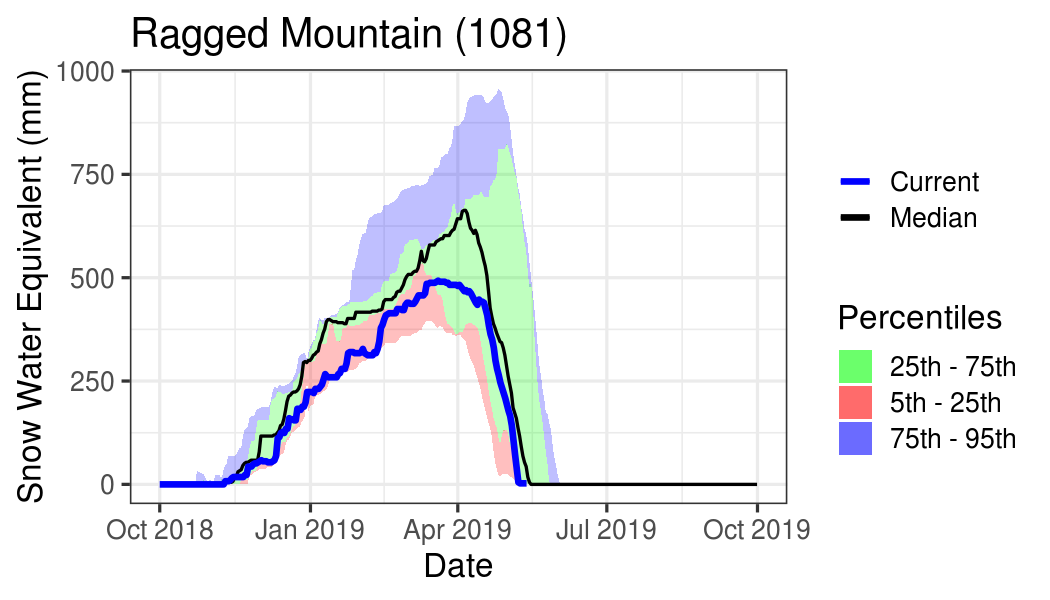 Ragged Mountain (1081)
Snow Water Equivalent (mm)
1000
750
500
250
0
Oct 2018
Jan 2019
Apr 2019
Jul 2019
Oct 2019
Date
Current
Median
Percentiles
25th - 75th
5th - 25th
75th - 95th